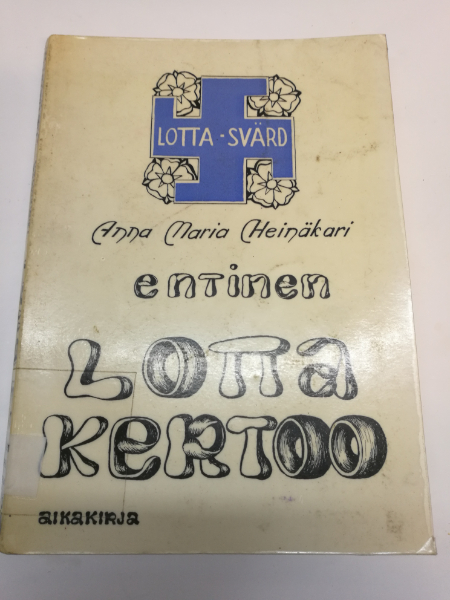 LOTTA-SVÄRD
Anna Maria Heinäkari
entinen
LOTTA
KERTOO
aikakirja